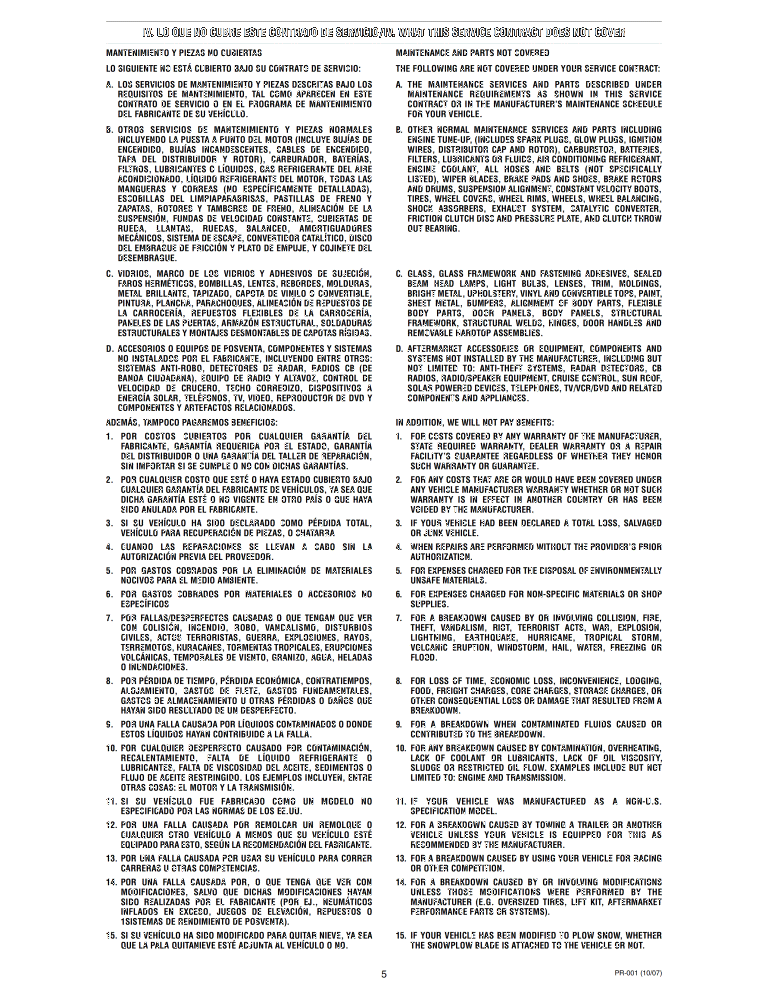 IV. LO QUE NO CUBRE ESTE CONTRATO DE SERVICIO/IV. WHAT THIS SERVICE CONTRACT DOES NOT COVER
MANTENIMIENTO Y PIEZAS NO CUBIERTAS
LO SIGUIENTE NO ESTÁ CUBIERTO BAJO SU CONTRATO DE SERVICIO:
A. LOS SERVICIOS DE MANTENIMIENTO Y PIEZAS DESCRITAS BAJO LOS
REQUISITOS DE MANTENIMIENTO, TAL COMO APARECEN EN ESTE
CONTRATO DE SERVICIO O EN EL PROGRAMA DE MANTENIMIENTO
DEL FABRICANTE DE SU VEHÍCULO.
B. OTROS SERVICIOS DE MANTENIMIENTO Y PIEZAS NORMALES
INCLUYENDO LA PUESTA A PUNTO DEL MOTOR (INCLUYE BUJÍAS DE
ENCENDIDO, BUJÍAS INCANDESCENTES, CABLES DE ENCENDIDO,
TAPA DEL DISTRIBUIDOR Y ROTOR), CARBURADOR, BATERÍAS,
FILTROS, LUBRICANTES O LÍQUIDOS, GAS REFRIGERANTE DEL AIRE
ACONDICIONADO, LÍQUIDO REFRIGERANTE DEL MOTOR, TODAS LAS
MANGUERAS Y CORREAS (NO ESPECÍFICAMENTE DETALLADAS),
ESCOBILLAS DEL LIMPIAPARABRISAS, PASTILLAS DE FRENO Y
ZAPATAS, ROTORES Y TAMBORES DE FRENO, ALINEACIÓN DE LA
SUSPENSIÓN, FUNDAS DE VELOCIDAD CONSTANTE, CUBIERTAS DE
RUEDA, LLANTAS, RUEDAS, BALANCEO, AMORTIGUADORES
MECÁNICOS, SISTEMA DE ESCAPE, CONVERTIDOR CATALÍTICO, DISCO
DEL EMBRAGUE DE FRICCIÓN Y PLATO DE EMPUJE, Y COJINETE DEL
DESEMBRAGUE.
C. VIDRIOS, MARCO DE LOS VIDRIOS Y ADHESIVOS DE SUJECIÓN,
FAROS HERMÉTICOS, BOMBILLAS, LENTES, REBORDES, MOLDURAS,
METAL BRILLANTE, TAPIZADO, CAPOTA DE VINILO O CONVERTIBLE,
PINTURA, PLANCHA, PARACHOQUES, ALINEACIÓN DE REPUESTOS DE
LA CARROCERÍA, REPUESTOS FLEXIBLES DE LA CARROCERÍA,
PANELES DE LAS PUERTAS, ARMAZÓN ESTRUCTURAL, SOLDADURAS
ESTRUCTURALES Y MONTAJES DESMONTABLES DE CAPOTAS RÍGIDAS.
D. ACCESORIOS O EQUIPOS DE POSVENTA, COMPONENTES Y SISTEMAS
NO INSTALADOS POR EL FABRICANTE, INCLUYENDO ENTRE OTROS:
SISTEMAS ANTI-ROBO, DETECTORES DE RADAR, RADIOS CB (DE
BANDA CIUDADANA), EQUIPO DE RADIO Y ALTAVOZ, CONTROL DE
VELOCIDAD DE CRUCERO, TECHO CORREDIZO, DISPOSITIVOS A
ENERGÍA SOLAR, TELÉFONOS, TV, VIDEO, REPRODUCTOR DE DVD Y
COMPONENTES Y ARTEFACTOS RELACIONADOS.
ADEMÁS, TAMPOCO PAGAREMOS BENEFICIOS:
1. POR COSTOS CUBIERTOS POR CUALQUIER GARANTÍA DEL
FABRICANTE, GARANTÍA REQUERIDA POR EL ESTADO, GARANTÍA
DEL DISTRIBUIDOR O UNA GARANTÍA DEL TALLER DE REPARACIÓN,
SIN IMPORTAR SI SE CUMPLE O NO CON DICHAS GARANTÍAS.
2. POR CUALQUIER COSTO QUE ESTÉ O HAYA ESTADO CUBIERTO BAJO
CUALQUIER GARANTÍA DEL FABRICANTE DE VEHÍCULOS, YA SEA QUE
DICHA GARANTÍA ESTÉ O NO VIGENTE EN OTRO PAÍS O QUE HAYA
SIDO ANULADA POR EL FABRICANTE.
3. SI SU VEHÍCULO HA SIDO DECLARADO COMO PÉRDIDA TOTAL,
VEHÍCULO PARA RECUPERACIÓN DE PIEZAS, O CHATARRA
4. CUANDO LAS REPARACIONES SE LLEVAN A CABO SIN LA
AUTORIZACIÓN PREVIA DEL PROVEEDOR.
5. POR GASTOS COBRADOS POR LA ELIMINACIÓN DE MATERIALES
NOCIVOS PARA EL MEDIO AMBIENTE.
6. POR GASTOS COBRADOS POR MATERIALES O ACCESORIOS NO
ESPECÍFICOS
7. POR FALLAS/DESPERFECTOS CAUSADAS O QUE TENGAN QUE VER
CON COLISIÓN, INCENDIO, ROBO, VANDALISMO, DISTURBIOS
CIVILES, ACTOS TERRORISTAS, GUERRA, EXPLOSIONES, RAYOS,
TERREMOTOS, HURACANES, TORMENTAS TROPICALES, ERUPCIONES
VOLCÁNICAS, TEMPORALES DE VIENTO, GRANIZO, AGUA, HELADAS
O INUNDACIONES.
8. POR PÉRDIDA DE TIEMPO, PÉRDIDA ECONÓMICA, CONTRATIEMPOS,
ALOJAMIENTO, GASTOS DE FLETE, GASTOS FUNDAMENTALES,
GASTOS DE ALMACENAMIENTO U OTRAS PÉRDIDAS O DAÑOS QUE
HAYAN SIDO RESULTADO DE UN DESPERFECTO.
9. POR UNA FALLA CAUSADA POR LÍQUIDOS CONTAMINADOS O DONDE
ESTOS LÍQUIDOS HAYAN CONTRIBUIDO A LA FALLA.
10. POR CUALQUIER DESPERFECTO CAUSADO POR CONTAMINACIÓN,
RECALENTAMIENTO, FALTA DE LÍQUIDO REFRIGERANTE O
LUBRICANTES, FALTA DE VISCOSIDAD DEL ACEITE, SEDIMENTOS O
FLUJO DE ACEITE RESTRINGIDO. LOS EJEMPLOS INCLUYEN, ENTRE
OTRAS COSAS: EL MOTOR Y LA TRANSMISIÓN.
11. SI SU VEHÍCULO FUE FABRICADO COMO UN MODELO NO
ESPECIFICADO POR LAS NORMAS DE LOS EE.UU.
12. POR UNA FALLA CAUSADA POR REMOLCAR UN REMOLQUE O
CUALQUIER OTRO VEHÍCULO A MENOS QUE SU VEHÍCULO ESTÉ
EQUIPADO PARA ESTO, SEGÚN LA RECOMENDACIÓN DEL FABRICANTE.
13. POR UNA FALLA CAUSADA POR USAR SU VEHÍCULO PARA CORRER
CARRERAS U OTRAS COMPETENCIAS.
14. POR UNA FALLA CAUSADA POR, O QUE TENGA QUE VER CON
MODIFICACIONES, SALVO QUE DICHAS MODIFICACIONES HAYAN
SIDO REALIZADAS POR EL FABRICANTE (POR EJ., NEUMÁTICOS
INFLADOS EN EXCESO, JUEGOS DE ELEVACIÓN, REPUESTOS O
1SISTEMAS DE RENDIMIENTO DE POSVENTA).
15. SI SU VEHÍCULO HA SIDO MODIFICADO PARA QUITAR NIEVE, YA SEA
QUE LA PALA QUITANIEVE ESTÉ ADJUNTA AL VEHÍCULO O NO.
MAINTENANCE AND PARTS NOT COVERED
THE FOLLOWING ARE NOT COVERED UNDER YOUR SERVICE CONTRACT:
A. THE MAINTENANCE SERVICES AND PARTS DESCRIBED UNDER
MAINTENANCE REQUIREMENTS AS SHOWN IN THIS SERVICE
CONTRACT OR IN THE MANUFACTURER'S MAINTENANCE SCHEDULE
FOR YOUR VEHICLE.
B. OTHER NORMAL MAINTENANCE SERVICES AND PARTS INCLUDING
ENGINE TUNE-UP, (INCLUDES SPARK PLUGS, GLOW PLUGS, IGNITION
WIRES, DISTRIBUTOR CAP AND ROTOR), CARBURETOR, BATTERIES,
FILTERS, LUBRICANTS OR FLUIDS, AIR CONDITIONING REFRIGERANT,
ENGINE COOLANT, ALL HOSES AND BELTS (NOT SPECIFICALLY
LISTED), WIPER BLADES, BRAKE PADS AND SHOES, BRAKE ROTORS
AND DRUMS, SUSPENSION ALIGNMENT, CONSTANT VELOCITY BOOTS,
TIRES, WHEEL COVERS, WHEEL RIMS, WHEELS, WHEEL BALANCING,
SHOCK ABSORBERS, EXHAUST SYSTEM, CATALYTIC CONVERTER,
FRICTION CLUTCH DISC AND PRESSURE PLATE, AND CLUTCH THROW
OUT BEARING.
C. GLASS, GLASS FRAMEWORK AND FASTENING ADHESIVES, SEALED
BEAM HEAD LAMPS, LIGHT BULBS, LENSES, TRIM, MOLDINGS,
BRIGHT METAL, UPHOLSTERY, VINYL AND CONVERTIBLE TOPS, PAINT,
SHEET METAL, BUMPERS, ALIGNMENT OF BODY PARTS, FLEXIBLE
BODY PARTS, DOOR PANELS, BODY PANELS, STRUCTURAL
FRAMEWORK, STRUCTURAL WELDS, HINGES, DOOR HANDLES AND
REMOVABLE HARDTOP ASSEMBLIES.
D. AFTERMARKET ACCESSORIES OR EQUIPMENT, COMPONENTS AND
SYSTEMS NOT INSTALLED BY THE MANUFACTURER, INCLUDING BUT
NOT LIMITED TO: ANTI-THEFT SYSTEMS, RADAR DETECTORS, CB
RADIOS, RADIO/SPEAKER EQUIPMENT, CRUISE CONTROL, SUN ROOF,
SOLAR POWERED DEVICES, TELEPHONES, TV/VCR/DVD AND RELATED
COMPONENTS AND APPLIANCES.
IN ADDITION, WE WILL NOT PAY BENEFITS:
1. FOR COSTS COVERED BY ANY WARRANTY OF THE MANUFACTURER,
STATE REQUIRED WARRANTY, DEALER WARRANTY OR A REPAIR
FACILITY'S GUARANTEE REGARDLESS OF WHETHER THEY HONOR
SUCH WARRANTY OR GUARANTEE.
2. FOR ANY COSTS THAT ARE OR WOULD HAVE BEEN COVERED UNDER
ANY VEHICLE MANUFACTURER WARRANTY WHETHER OR NOT SUCH
WARRANTY IS IN EFFECT IN ANOTHER COUNTRY OR HAS BEEN
VOIDED BY THE MANUFACTURER.
3. IF YOUR VEHICLE HAD BEEN DECLARED A TOTAL LOSS, SALVAGED
OR JUNK VEHICLE.
4. WHEN REPAIRS ARE PERFORMED WITHOUT THE PROVIDER'S PRIOR
AUTHORIZATION.
5. FOR EXPENSES CHARGED FOR THE DISPOSAL OF ENVIRONMENTALLY
UNSAFE MATERIALS.
6. FOR EXPENSES CHARGED FOR NON-SPECIFIC MATERIALS OR SHOP
SUPPLIES.
7. FOR A BREAKDOWN CAUSED BY OR INVOLVING COLLISION, FIRE,
THEFT, VANDALISM, RIOT, TERRORIST ACTS, WAR, EXPLOSION,
LIGHTNING, EARTHQUAKE, HURRICANE, TROPICAL STORM,
VOLCANIC ERUPTION, WINDSTORM, HAIL, WATER, FREEZING OR
FLOOD.
8. FOR LOSS OF TIME, ECONOMIC LOSS, INCONVENIENCE, LODGING,
FOOD, FREIGHT CHARGES, CORE CHARGES, STORAGE CHARGES, OR
OTHER CONSEQUENTIAL LOSS OR DAMAGE THAT RESULTED FROM A
BREAKDOWN.
9. FOR A BREAKDOWN WHEN CONTAMINATED FLUIDS CAUSED OR
CONTRIBUTED TO THE BREAKDOWN.
10. FOR ANY BREAKDOWN CAUSED BY CONTAMINATION, OVERHEATING,
LACK OF COOLANT OR LUBRICANTS, LACK OF OIL VISCOSITY,
SLUDGE OR RESTRICTED OIL FLOW. EXAMPLES INCLUDE BUT NOT
LIMITED TO: ENGINE AND TRANSMISSION.
11. IF YOUR VEHICLE WAS MANUFACTURED AS A NON-U.S.
SPECIFICATION MODEL.
12. FOR A BREAKDOWN CAUSED BY TOWING A TRAILER OR ANOTHER
VEHICLE UNLESS YOUR VEHICLE IS EQUIPPED FOR THIS AS
RECOMMENDED BY THE MANUFACTURER.
13. FOR A BREAKDOWN CAUSED BY USING YOUR VEHICLE FOR RACING
OR OTHER COMPETITION.
14. FOR A BREAKDOWN CAUSED BY OR INVOLVING MODIFICATIONS
UNLESS THOSE MODIFICATIONS WERE PERFORMED BY THE
MANUFACTURER (E.G. OVERSIZED TIRES, LIFT KIT, AFTERMARKET
PERFORMANCE PARTS OR SYSTEMS).
15. IF YOUR VEHICLE HAS BEEN MODIFIED TO PLOW SNOW, WHETHER
THE SNOWPLOW BLADE IS ATTACHED TO THE VEHICLE OR NOT.
5
PR-001 (10/07)